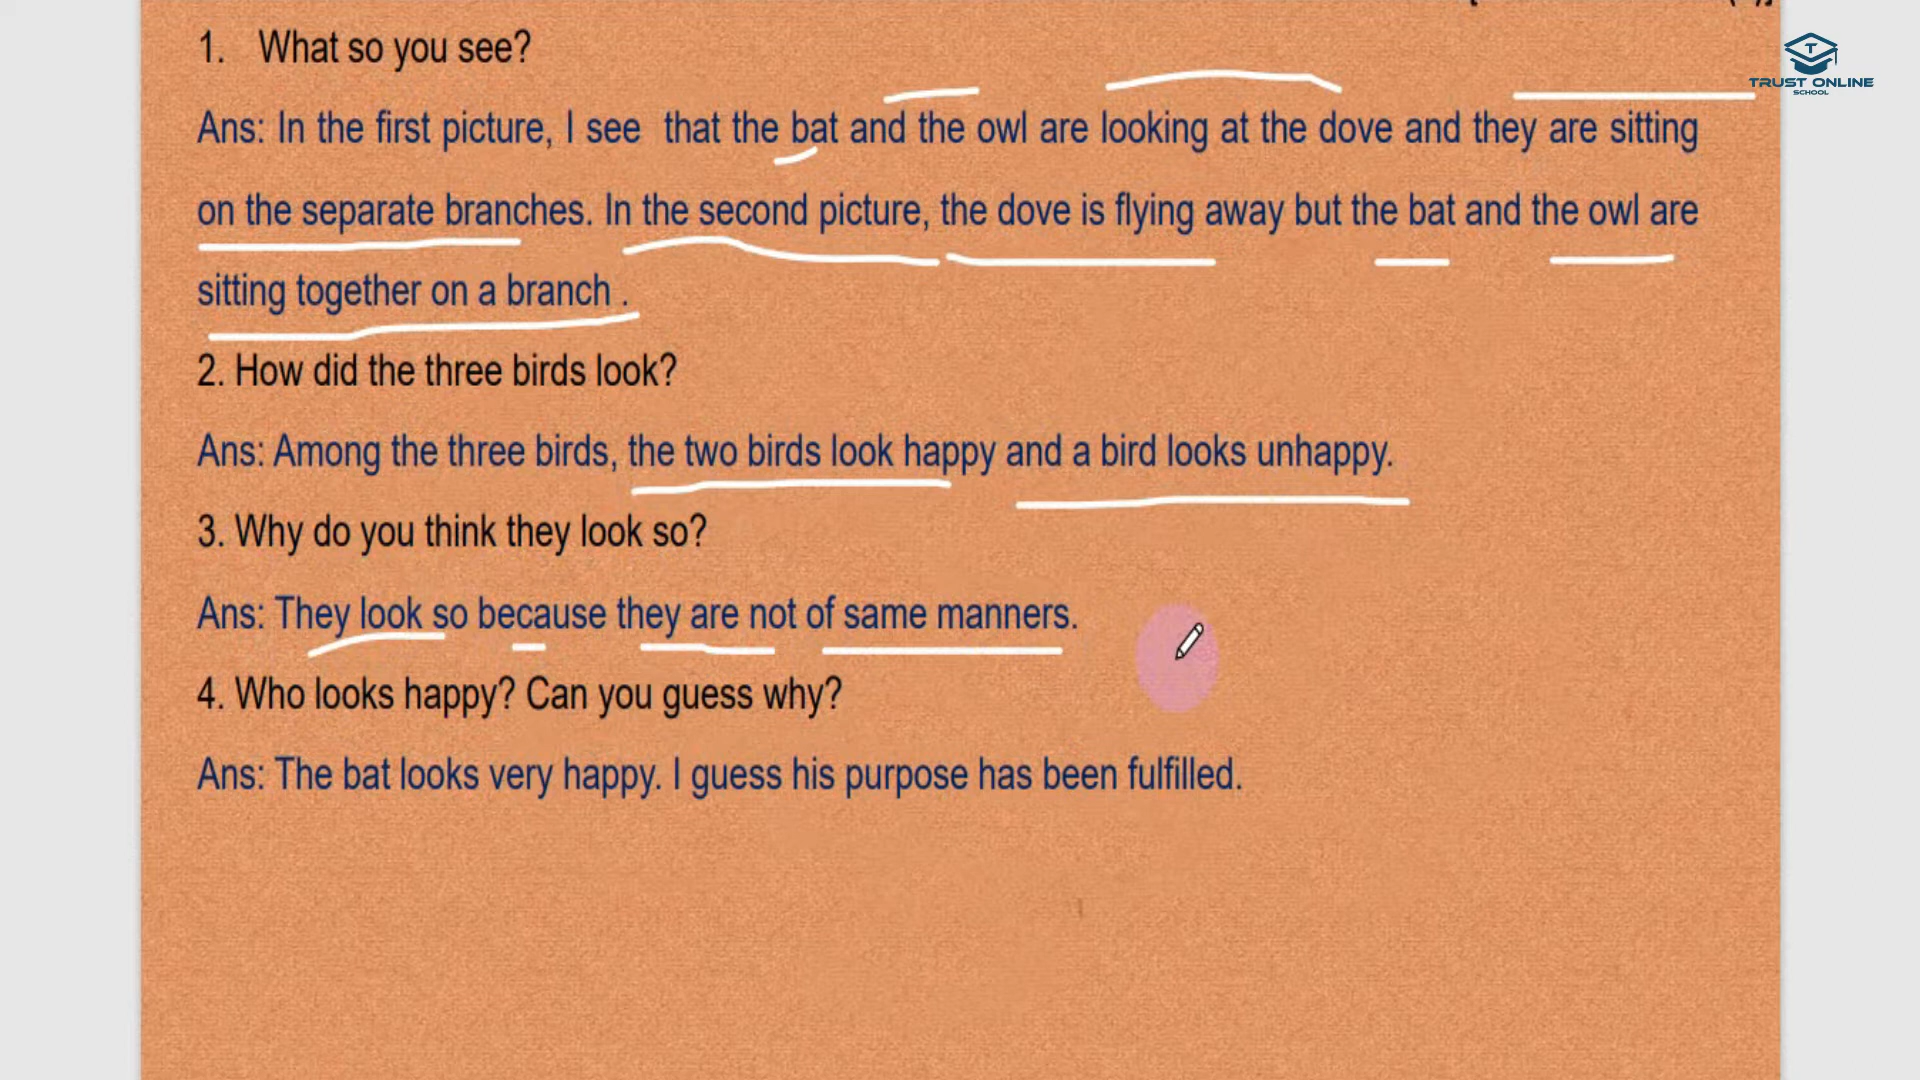 1. What so you see?
TRUST ONLINE
SCHOOL
Ans: In the first picture, I see that the bat and the owl are looking at the dove and they are sitting
on the separate branches. In the second picture, the dove is flying away but the bat and the owl are
sitting together on a branch .
2. How did the three birds look?
Ans: Among the three birds, the two birds look happy and a bird looks unhappy.
3. Why do you think they look so?
Ans: They look so because they are not of same manners.
4. Who looks happy? Can you guess why?
Ans: The bat looks very happy. I guess his purpose has been fulfilled.